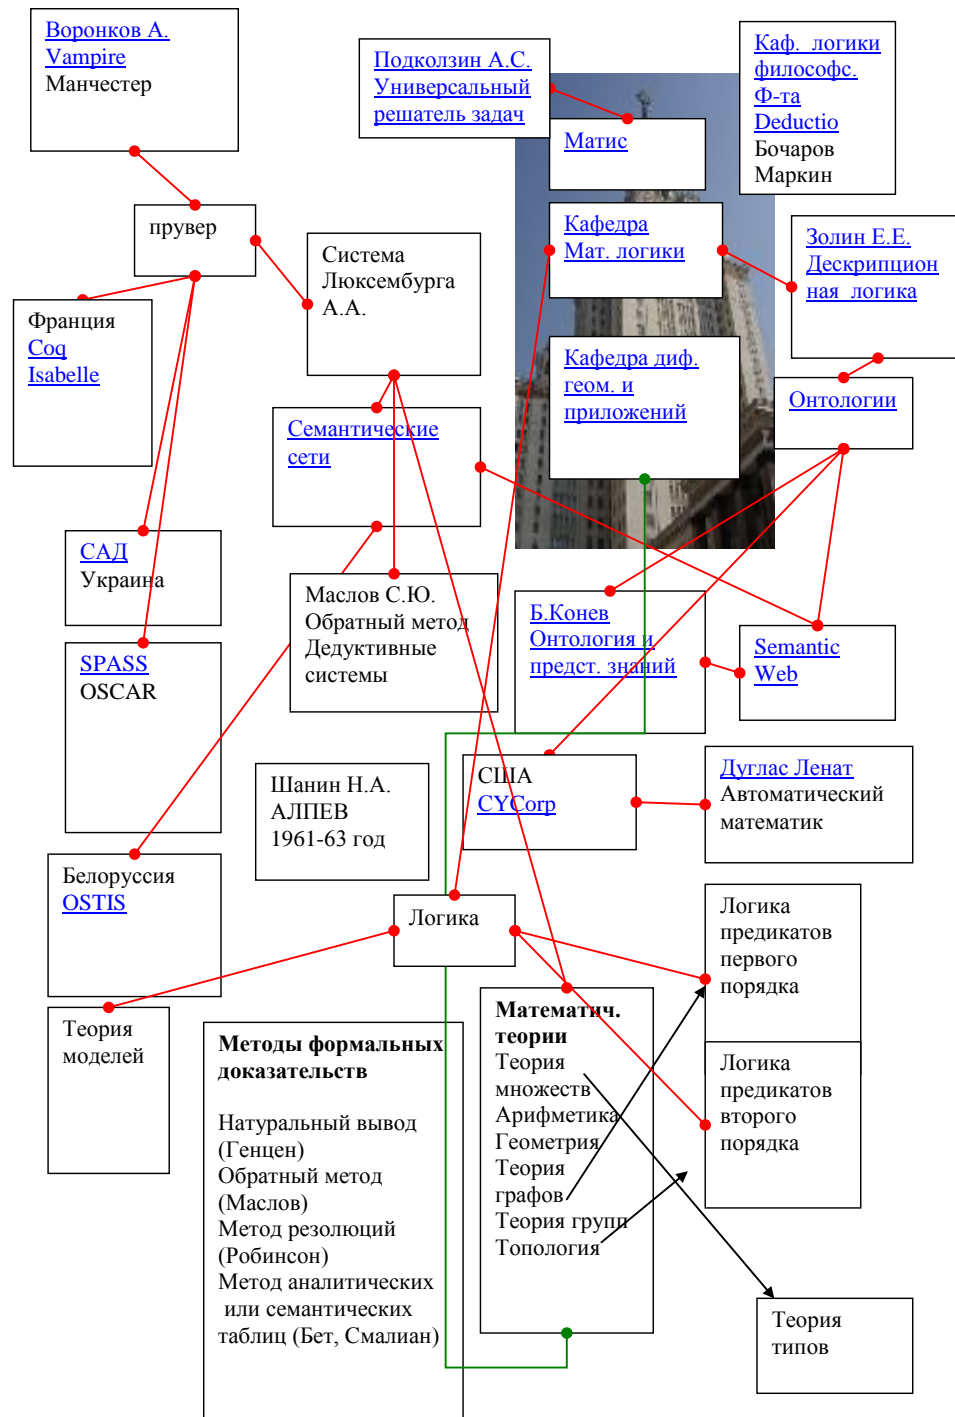 Воронков А.
Vampire
Манчестер
Подколзин А.С.
Универсальный
решатель задач
Каф. логики
философс.
Ф-та
Deductio
Бочаров
Маркин
Матис
прувер
Система
Люксембурга
А.А.
Кафедра
Мат. логики
Золин Е.Е.
Дескрипцион
ная логика
Франция
Coq
Isabelle
Кафедра диф.
геом. и
приложений
Онтологии
Семантические
сети
САД
Украина
Маслов С.Ю.
Обратный метод
Дедуктивные
системы
Б.Конев
Онтология и
предст. знаний
Semantic
Web
SPASS
OSCAR
Шанин Н.А.
АЛПЕВ
1961-63 год
США
CYCorp
Дуглас Ленат
Автоматический
математик
Белоруссия
OSTIS
Логика
Логика
предикатов
первого
порядка
Теория
моделей
Методы формальных
доказательств
Натуральный вывод
(Генцен)
Обратный метод
(Маслов)
Метод резолюций
(Робинсон)
Метод аналитических
или семантических
таблиц (Бет, Смалиан)
Математич.
теории
Теория
множеств
Арифметика
Геометрия
Теория
графов
Теория групп
Топология
Логика
предикатов
второго
порядка
Теория
типов